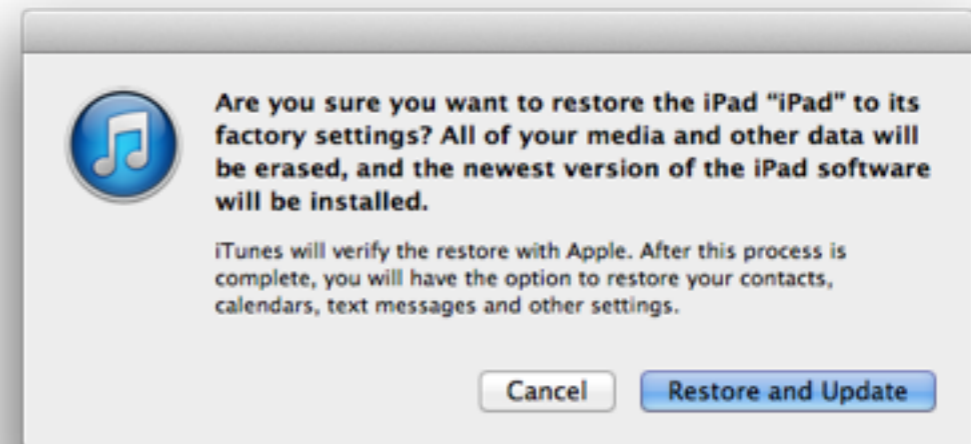 Are you sure you want to restore the iPad “iPad” to its
factory settings? All of your media and other data will
be erased, and the newest version of the iPad software
will be installed.
iTunes will verify the restore with Apple. After this process is
complete, you will have the option to restore your contacts,
calendars, text messages and other settings.
Cancel Restore and Update